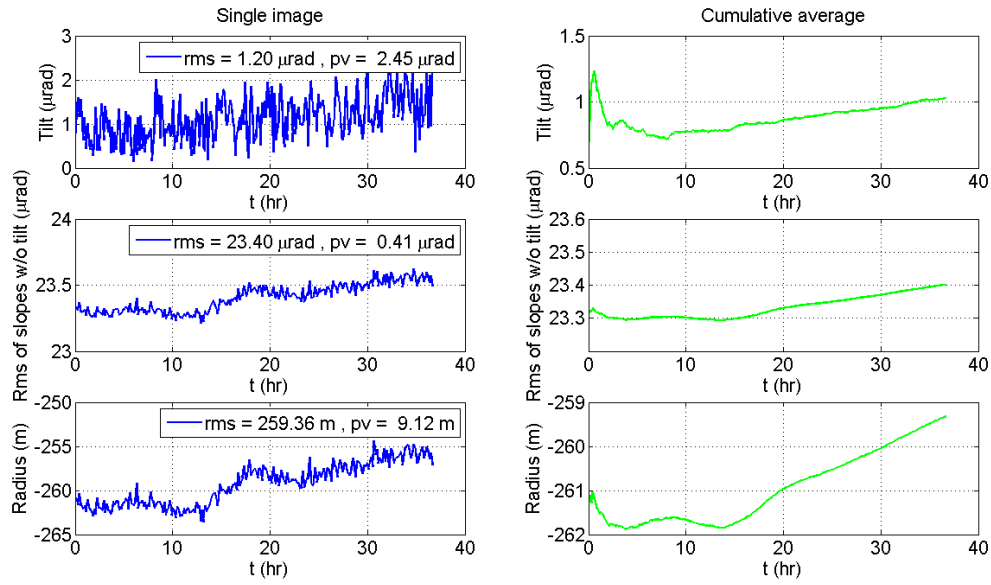 Single image
Cumulative average
3
2
1
0
Tilt (μrad)
rms = 1.20 μrad , pv = 2.45 μrad
0 10 20 30 40
t (hr)
1.5
1
0.5
Tilt (μrad)
0 10 20 30 40
t (hr)
Rms of slopes w/o tilt (μrad)
24
23.5
23
rms = 23.40 μrad , pv = 0.41 μrad
0 10 20 30 40
t (hr)
Rms of slopes w/o tilt (μrad)
23.6
23.5
23.4
23.3
0 10 20 30 40
t (hr)
Radius (m)
-250
-255
-260
-265
rms = 259.36 m , pv = 9.12 m
0 10 20 30 40
t (hr)
Radius (m)
-259
-260
-261
-262
0 10 20 30 40
t (hr)